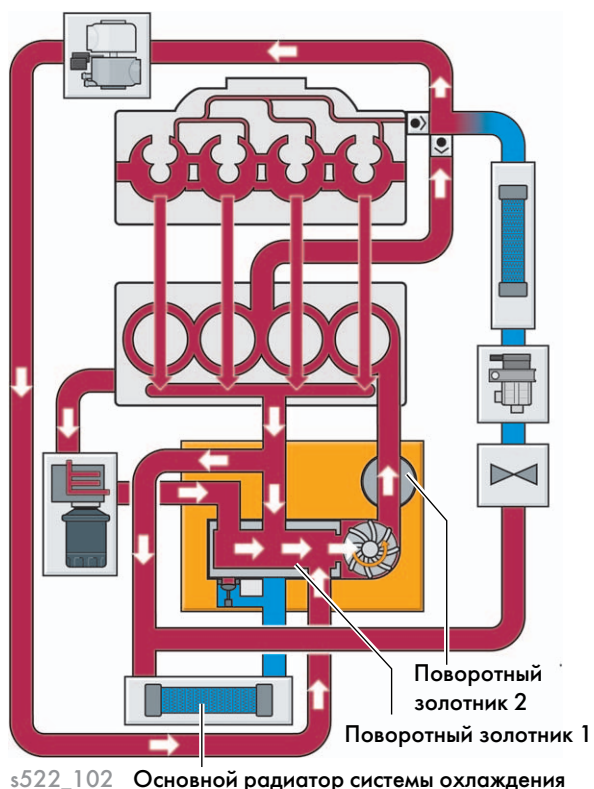 Поворотный
золотник 2
Поворотный золотник 1
s522_102 Основной радиатор системы охлаждения